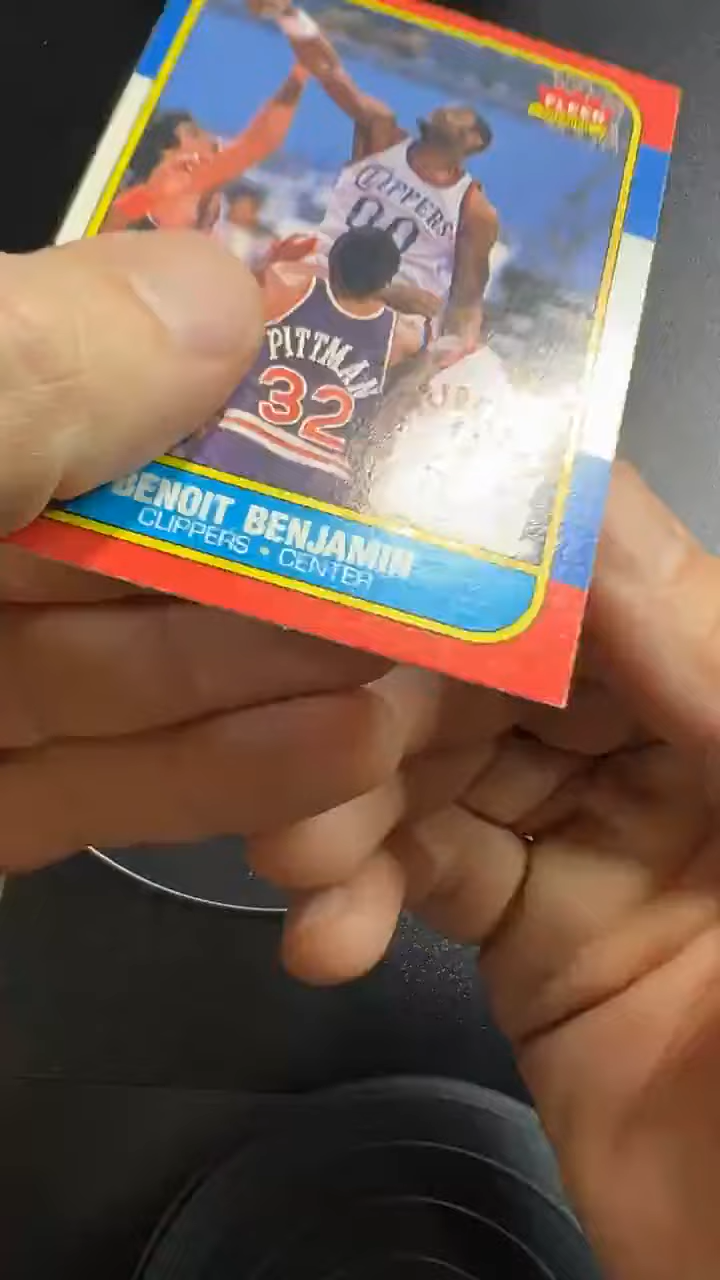 FLEER
CLIPPERS
00
PITTMAN
32
BENOIT BENJAMIN
CLIPPERS • CENTER